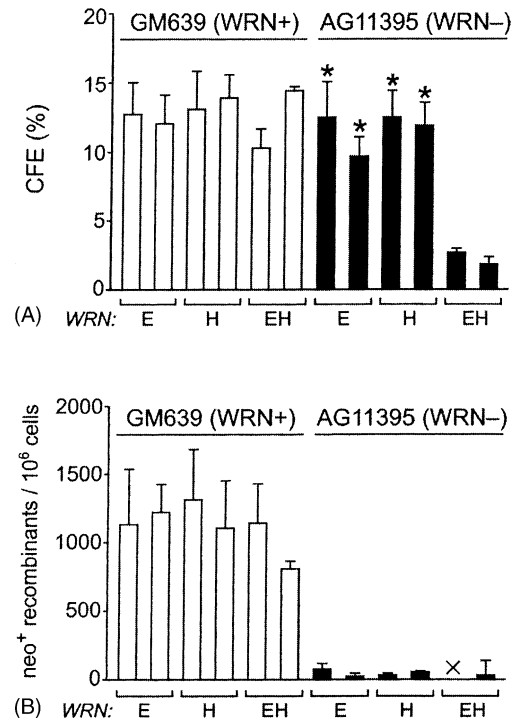 20
GM639 (WRN+) AG11395 (WRN–)
15
* * * *
10
5
0
CFE (%)
(A) WRN: E H EH E H EH
2000
GM639 (WRN+) AG11395 (WRN–)
1500
1000
500
0
neo+ recombinants / 10⁶ cells
×
(B) WRN: E H EH E H EH